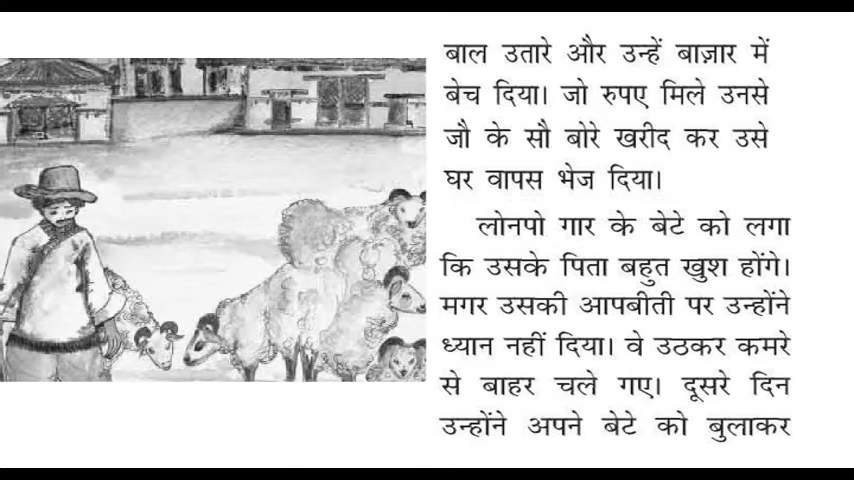 बाल उतारे और उन्हें बाज़ार में
बेच दिया। जो रुपए मिले उनसे
जौ के सौ बोरे खरीद कर उसे
घर वापस भेज दिया।
लोनपो गार के बेटे को लगा
कि उसके पिता बहुत खुश होंगे।
मगर उसकी आपबीती पर उन्होंने
ध्यान नहीं दिया। वे उठकर कमरे
से बाहर चले गए। दूसरे दिन
उन्होंने अपने बेटे को बुलाकर